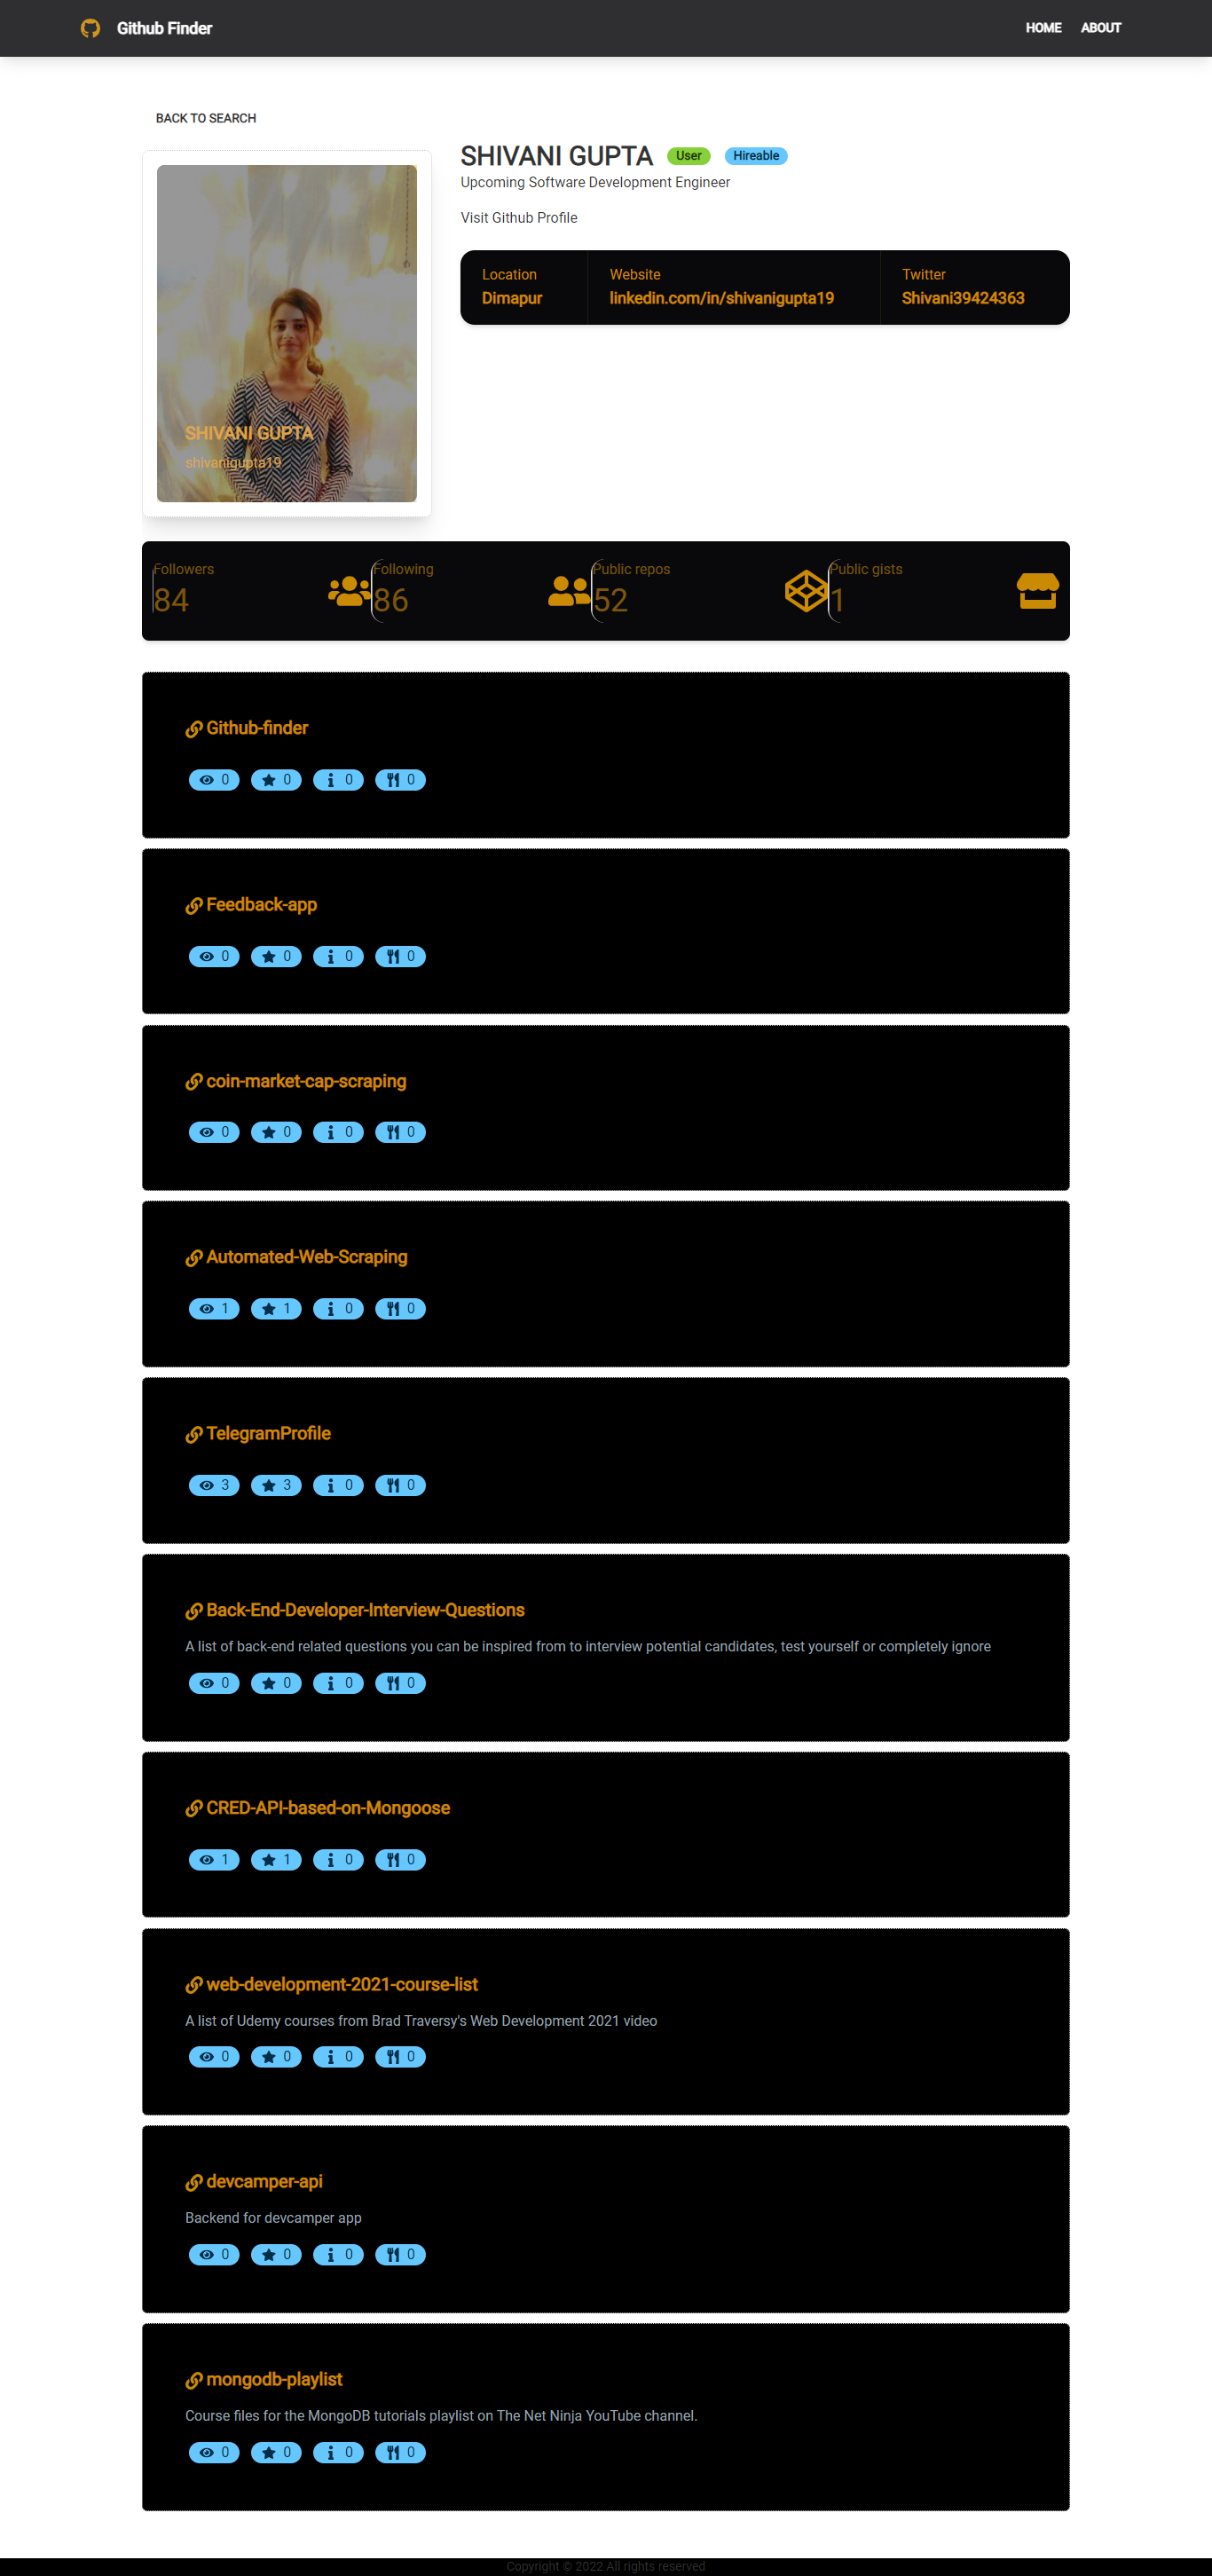 Github Finder
HOME ABOUT
BACK TO SEARCH
SHIVANI GUPTA User Hireable
Upcoming Software Development Engineer
Visit Github Profile
Location Website Twitter
Dimapur linkedin.com/in/shivanigupta19 Shivani39424363
SHIVANI GUPTA
shivanigupta19
Followers Following Public repos Public gists
84 86 52 1
Github-finder
0 0 0 0
Feedback-app
0 0 0 0
coin-market-cap-scraping
0 0 0 0
Automated-Web-Scraping
1 1 0 0
TelegramProfile
3 3 0 0
Back-End-Developer-Interview-Questions
A list of back-end related questions you can be inspired from to interview potential candidates, test yourself or completely ignore
0 0 0 0
CRED-API-based-on-Mongoose
1 1 0 0
web-development-2021-course-list
A list of Udemy courses from Brad Traversy's Web Development 2021 video
0 0 0 0
devcamper-api
Backend for devcamper app
0 0 0 0
mongodb-playlist
Course files for the MongoDB tutorials playlist on The Net Ninja YouTube channel.
0 0 0 0
Copyright © 2022 All rights reserved